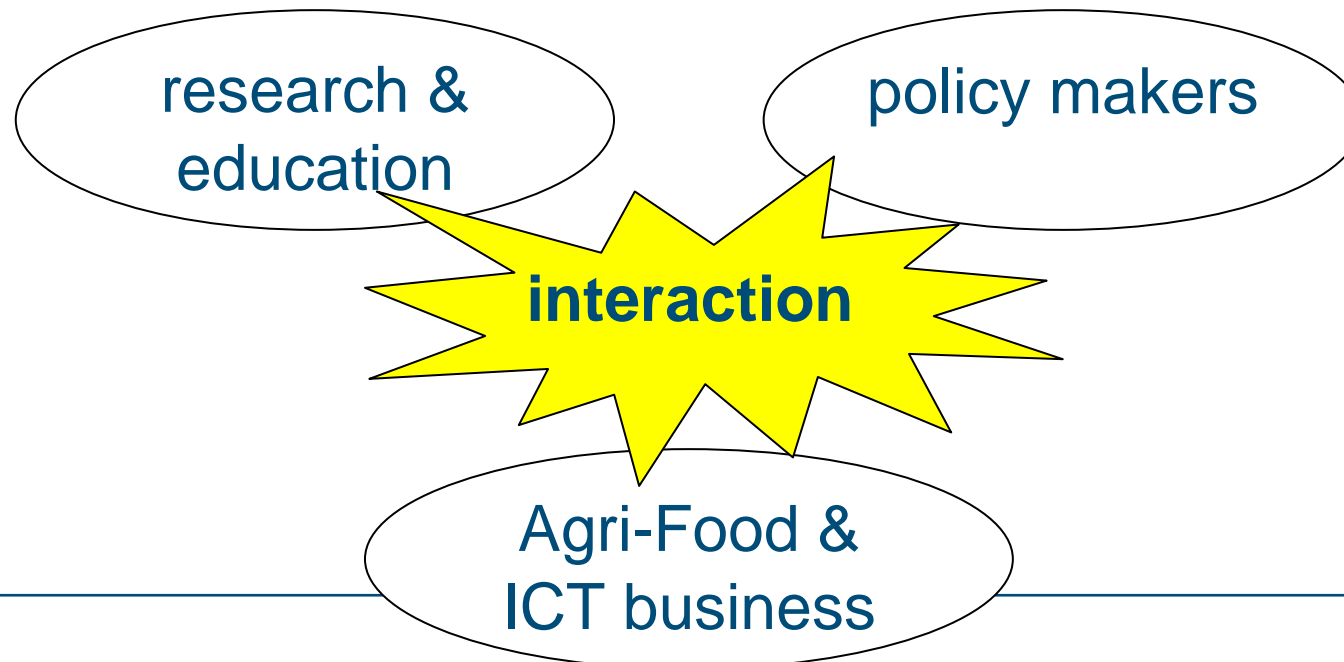 research &
education
policy makers
interaction
Agri-Food &
ICT business